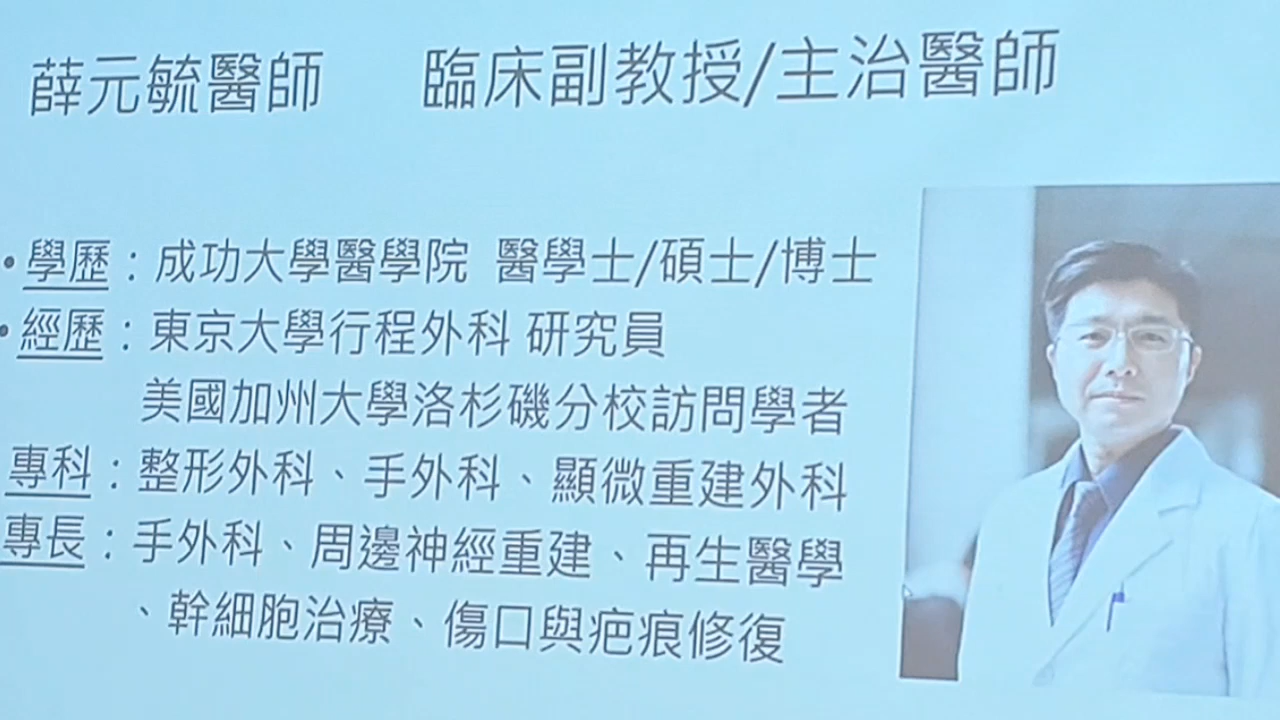 薛元毓醫師 臨床副教授/主治醫師
•學歷：成功大學醫學院 醫學士/碩士/博士
•經歷：東京大學行程外科 研究員
美國加州大學洛杉磯分校訪問學者
專科：整形外科、手外科、顯微重建外科
專長：手外科、周邊神經重建、再生醫學
、幹細胞治療、傷口與疤痕修復